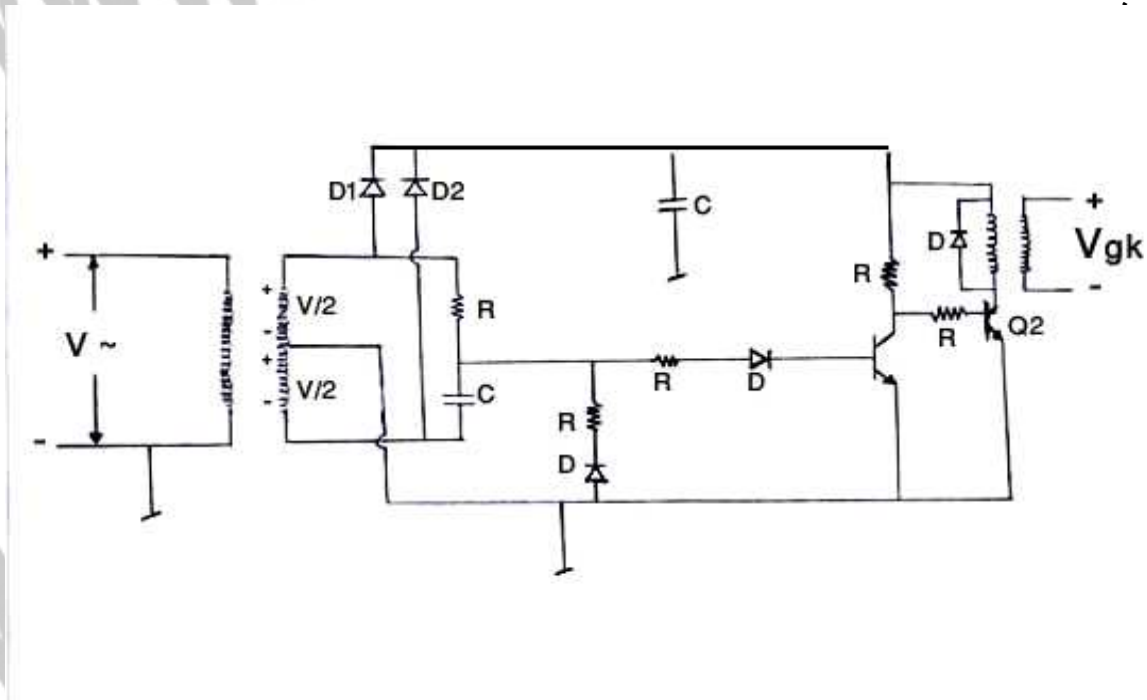 D1 D2
C
+ +
D Vgk
R
+ V/2 R -
- R Q2
V ~
+ V/2
- C R D
R
-
D